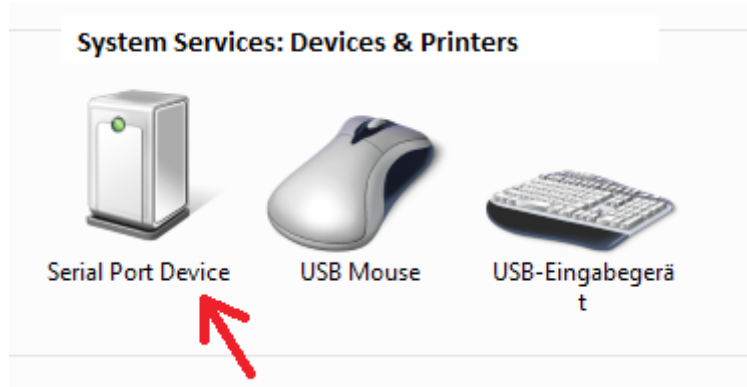 System Services: Devices & Printers
Serial Port Device
USB Mouse
USB-Eingabegerä
t